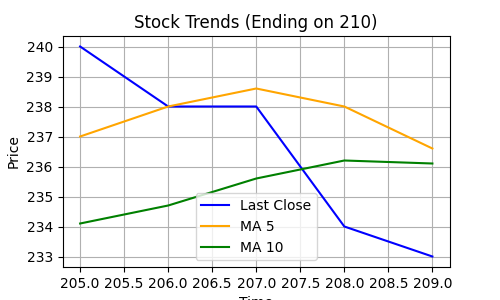 Stock Trends (Ending on 210)
240
239
238
237
236
235
234
233
Price
Last Close
MA 5
MA 10
205.0 205.5 206.0 206.5 207.0 207.5 208.0 208.5 209.0
Time